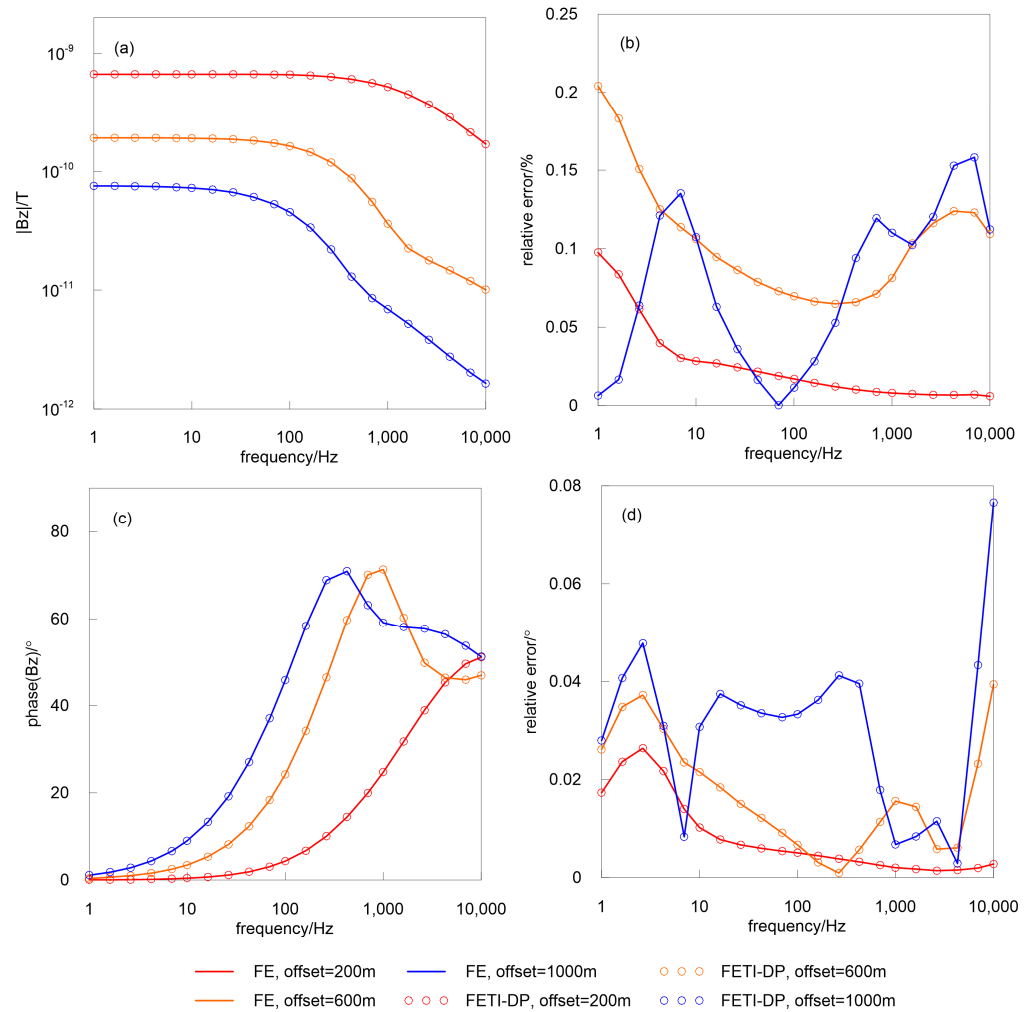 (a)
10-9
10-10
10-11
10-12
|Bz|/T
1 10 100 1,000 10,000
frequency/Hz
(b)
0.25
0.2
0.15
0.1
0.05
0
relative error/%
1 10 100 1,000 10,000
frequency/Hz
(c)
80
60
40
20
0
phase(Bz)/°
1 10 100 1,000 10,000
frequency/Hz
(d)
0.08
0.06
0.04
0.02
0
relative error/°
1 10 100 1,000 10,000
frequency/Hz
FE, offset=200m FE, offset=1000m FETI-DP, offset=600m
FE, offset=600m FETI-DP, offset=200m FETI-DP, offset=1000m